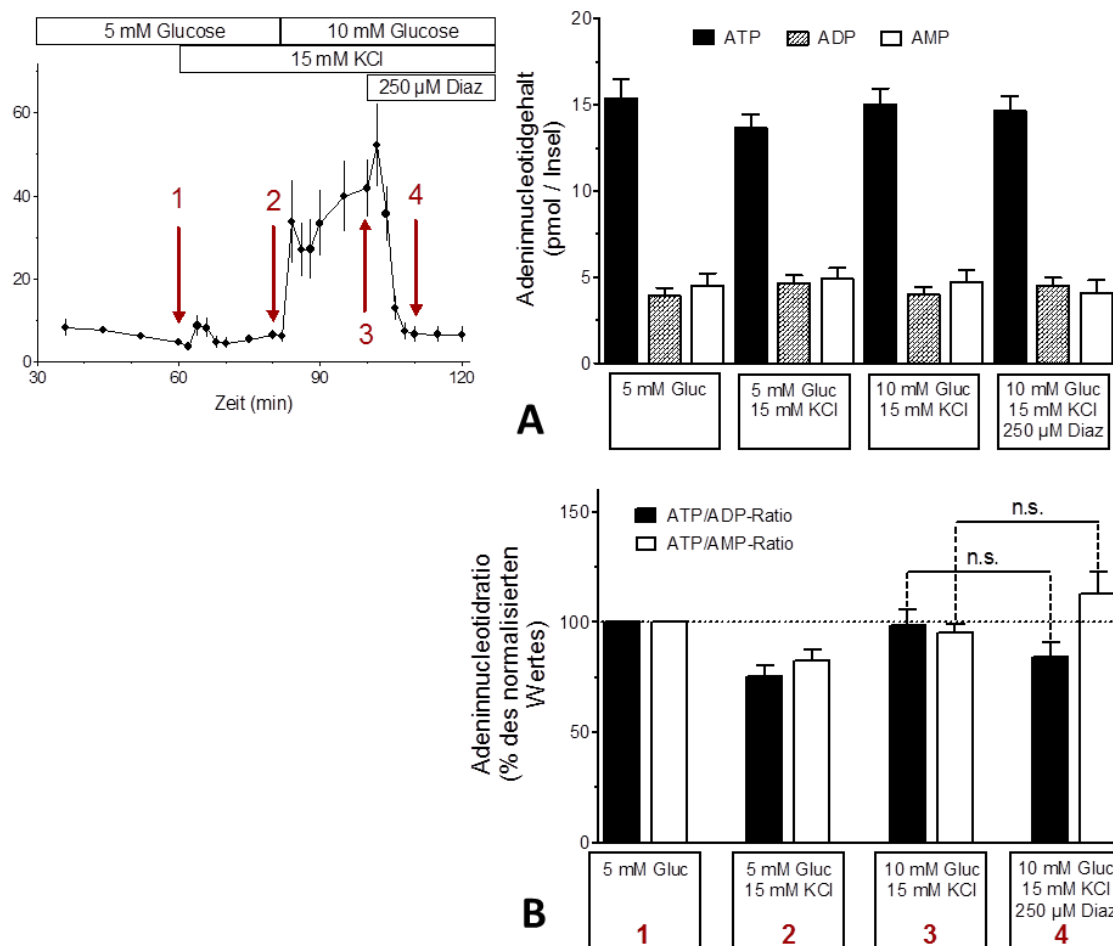 5 mM Glucose
10 mM Glucose
15 mM KCl
250 µM Diaz
60
40
20
0
1
2
3
4
30
60
90
120
Zeit (min)
A
Adeninnucleotidgehalt
(pmol / Insel)
20
15
10
5
0
ATP
ADP
AMP
5 mM Gluc
5 mM Gluc
15 mM KCl
10 mM Gluc
15 mM KCl
10 mM Gluc
15 mM KCl
250 µM Diaz
Adeninnucleotidratio
(% des normalisierten
Wertes)
150
100
50
0
ATP/ADP-Ratio
ATP/AMP-Ratio
n.s.
n.s.
5 mM Gluc
1
5 mM Gluc
15 mM KCl
2
10 mM Gluc
15 mM KCl
3
10 mM Gluc
15 mM KCl
250 µM Diaz
4
B